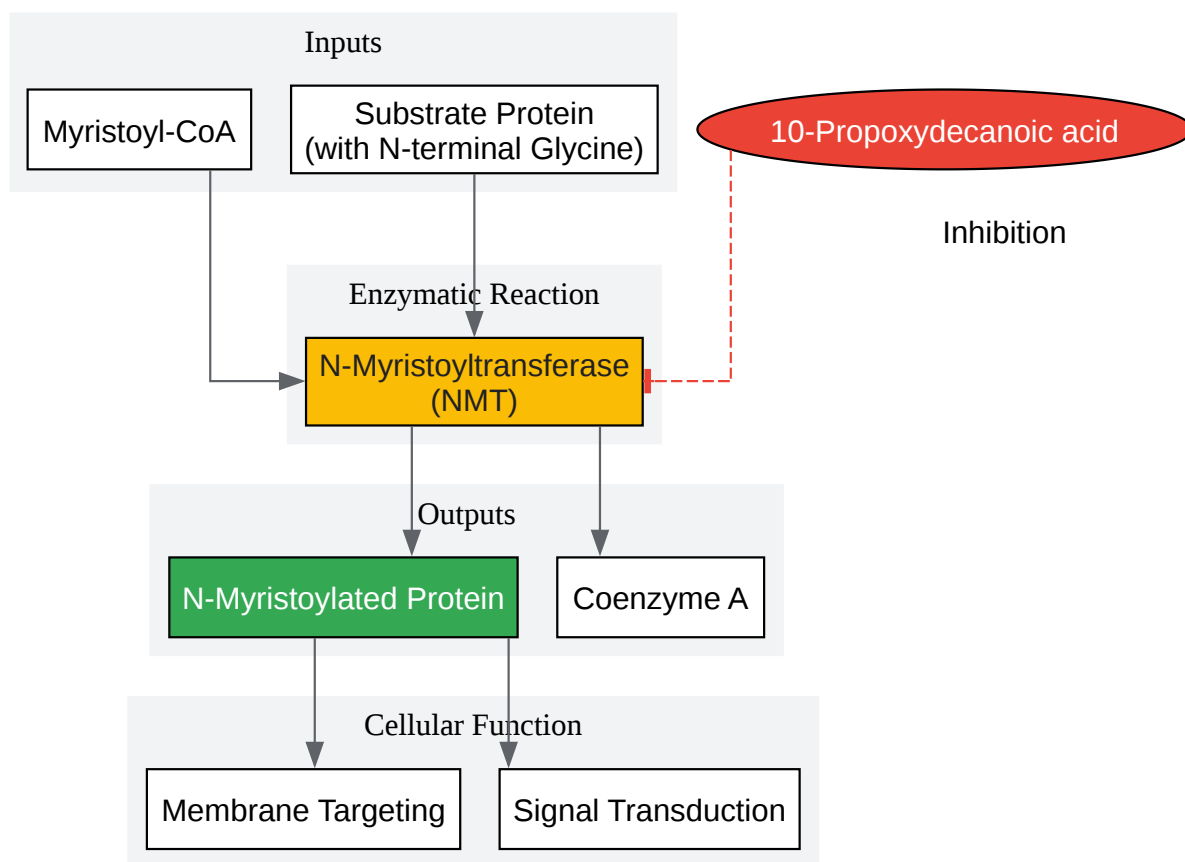 Inputs
Myristoyl-CoA
Substrate Protein
(with N-terminal Glycine)
10-Propoxydecanoic acid
Inhibition
Enzymatic Reaction
N-Myristoyltransferase
(NMT)
Outputs
N-Myristoylated Protein
Coenzyme A
Cellular Function
Membrane Targeting
Signal Transduction